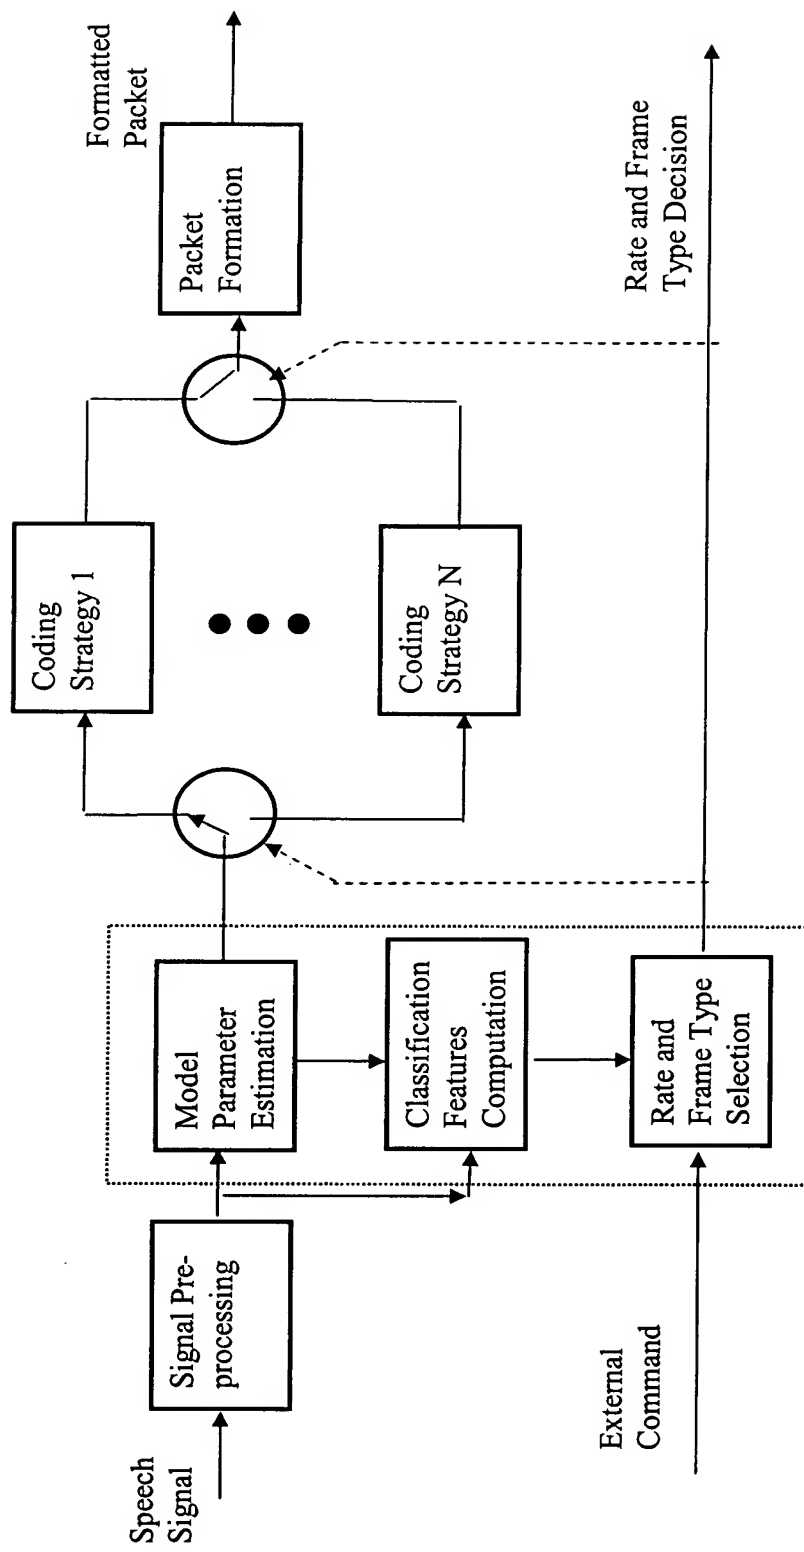 Speech
Signal
Signal Pre-
processing
Model
Parameter
Estimation
Classification
Features
Computation
External
Command
Rate and
Frame Type
Selection
Coding
Strategy 1
Coding
Strategy N
Packet
Formation
Formatted
Packet
Rate and Frame
Type Decision